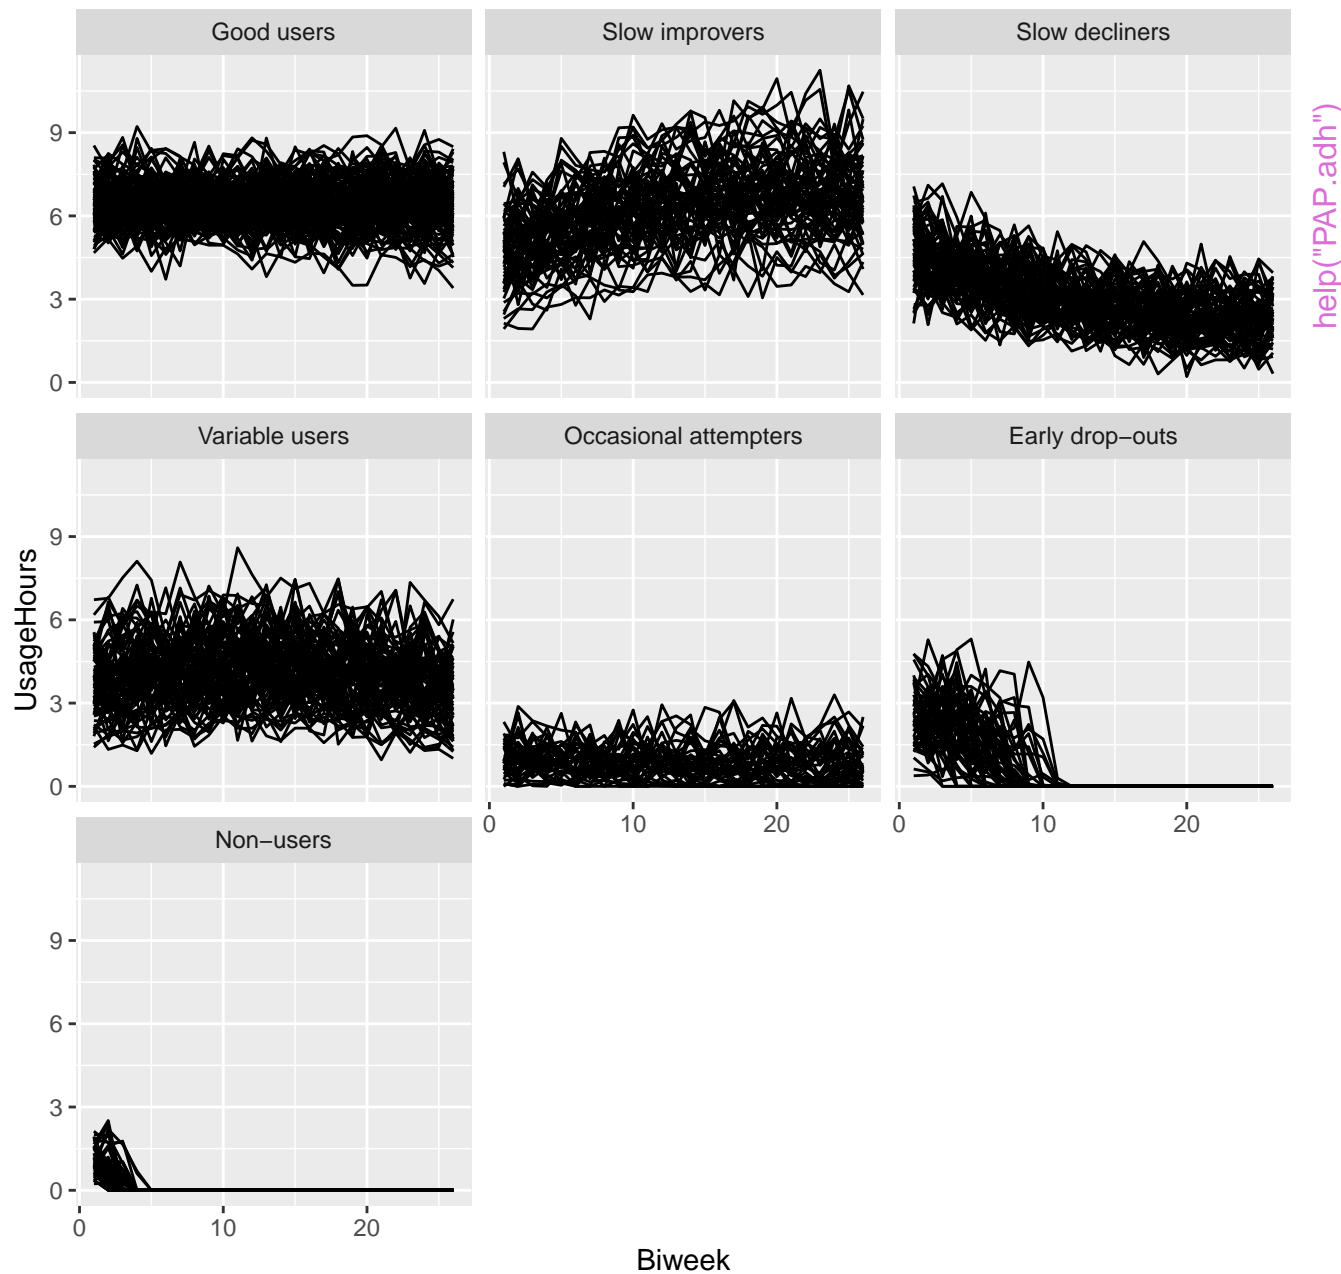 Good users
Slow improvers
Slow decliners
9
6
3
0
help("PAP.adh")
Variable users
Occasional attempters
Early drop−outs
UsageHours
9
6
3
0
0 10 20
0 10 20
Non−users
9
6
3
0
0 10 20
Biweek